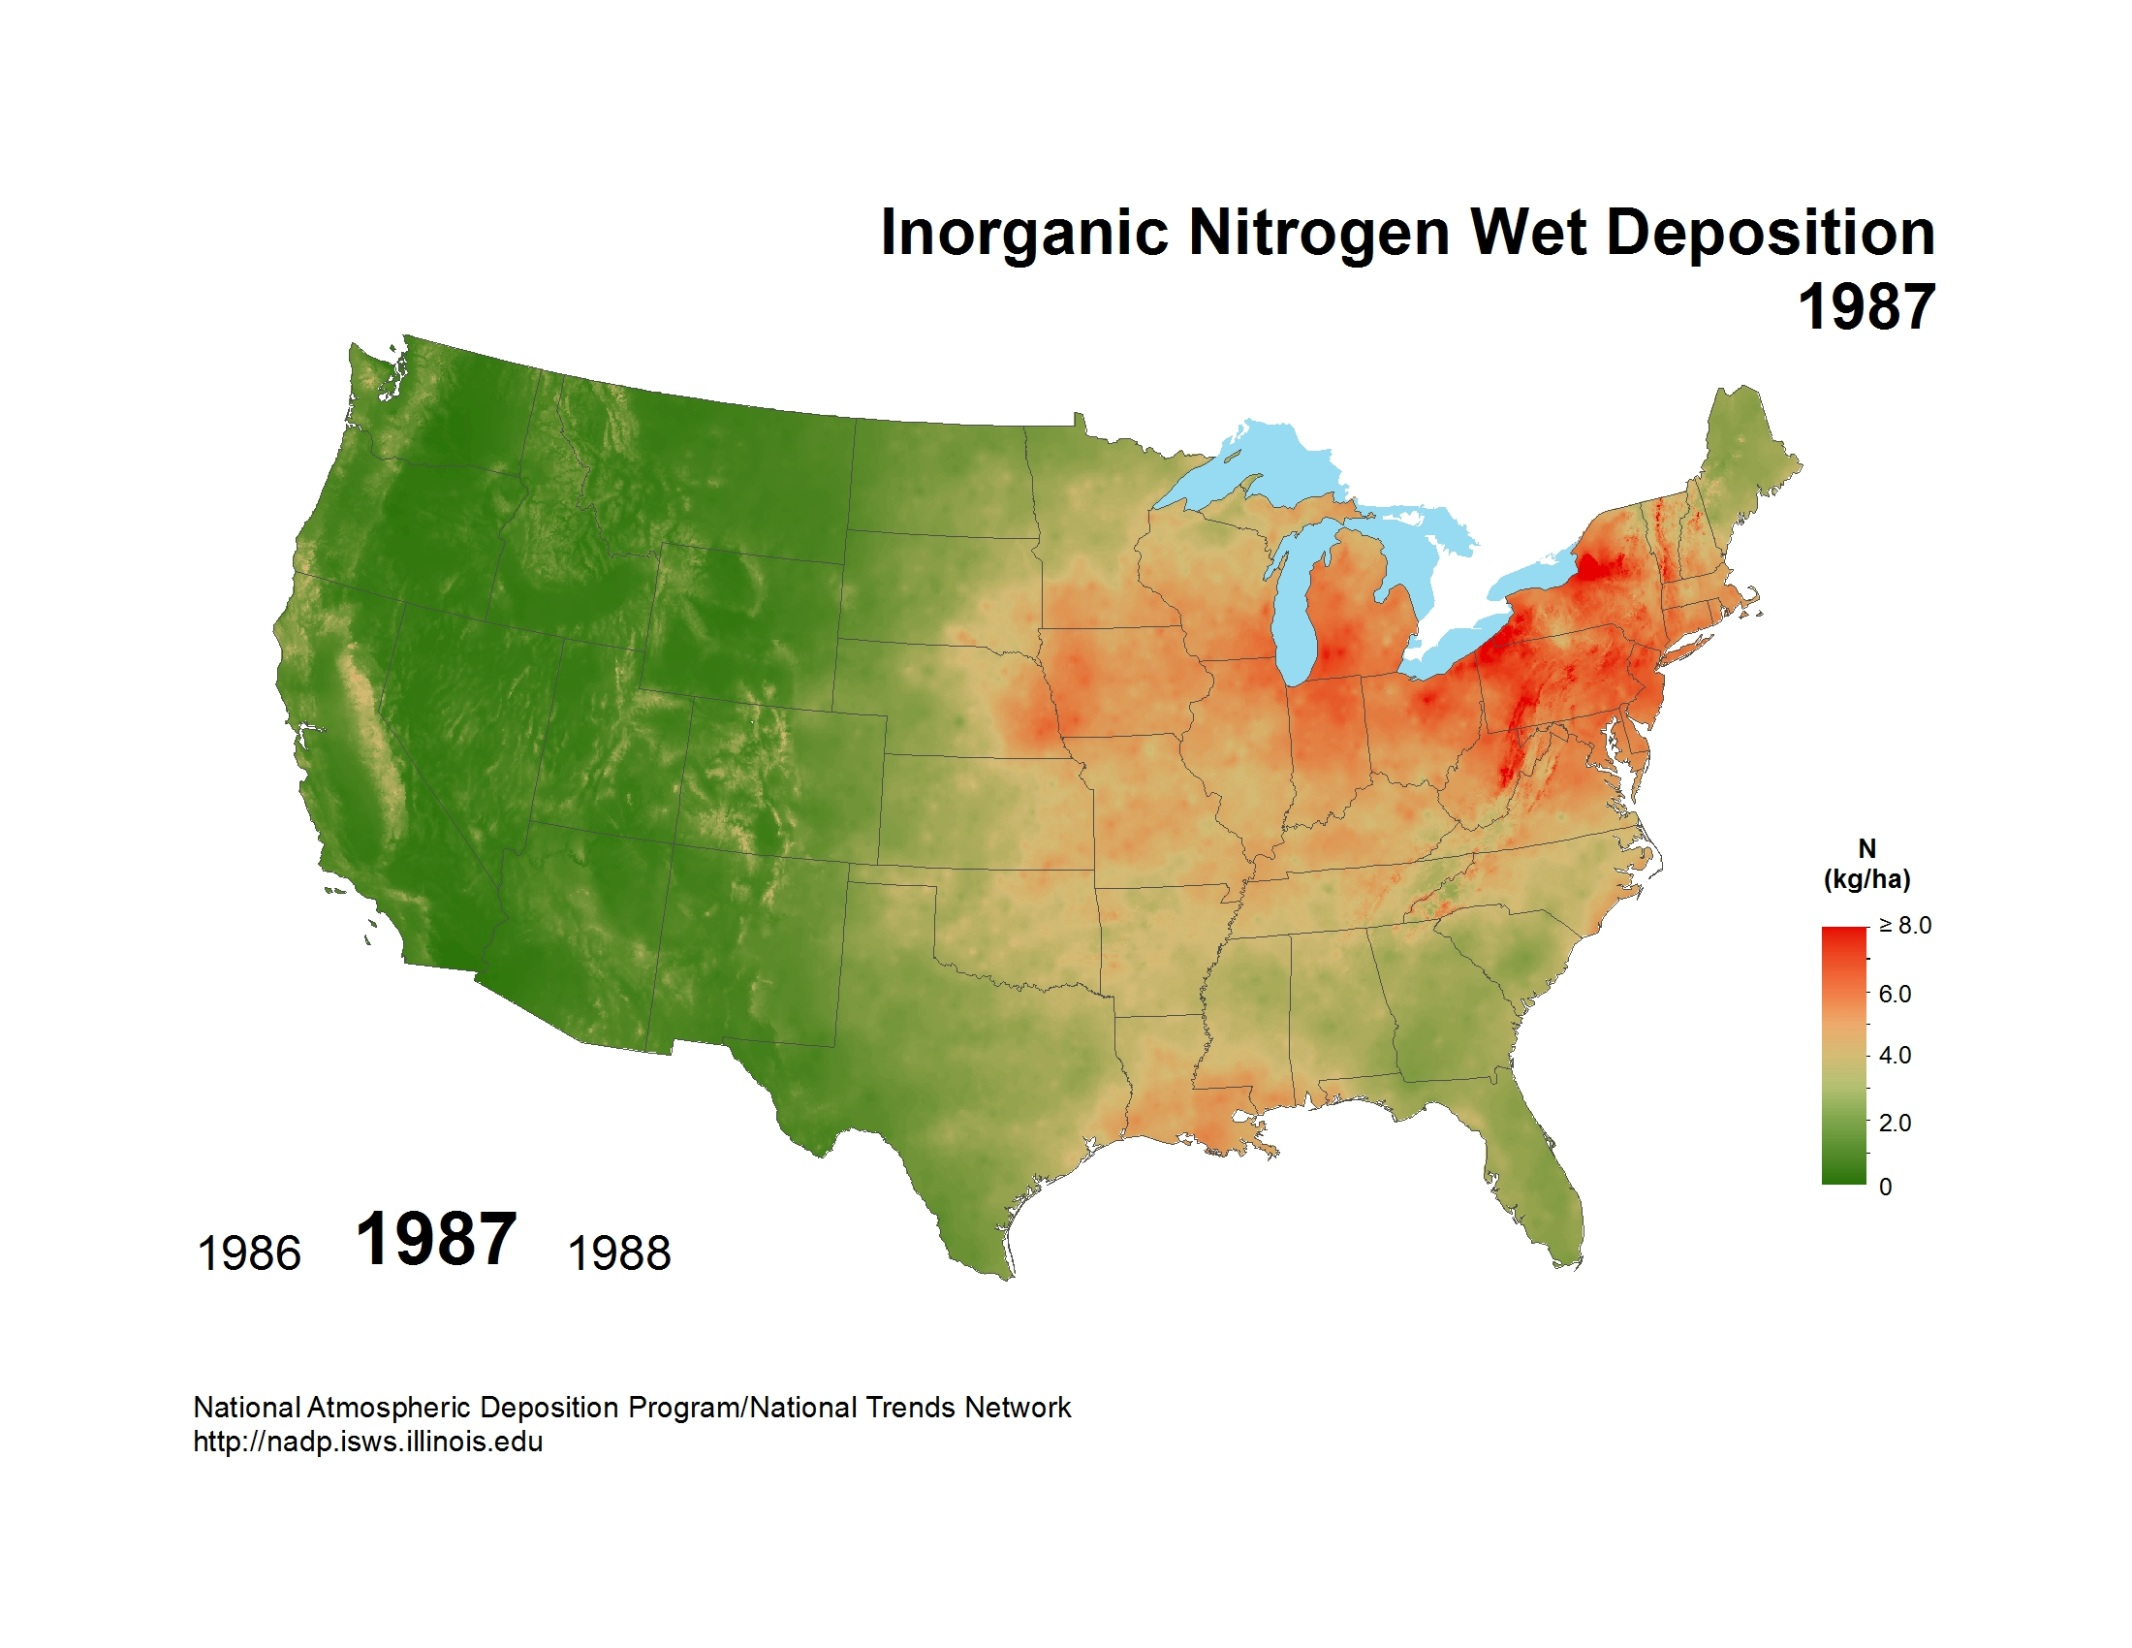 Inorganic Nitrogen Wet Deposition
1987
N
(kg/ha)
≥ 8.0
6.0
4.0
2.0
0
1986 1987 1988
National Atmospheric Deposition Program/National Trends Network
http://nadp.isws.illinois.edu